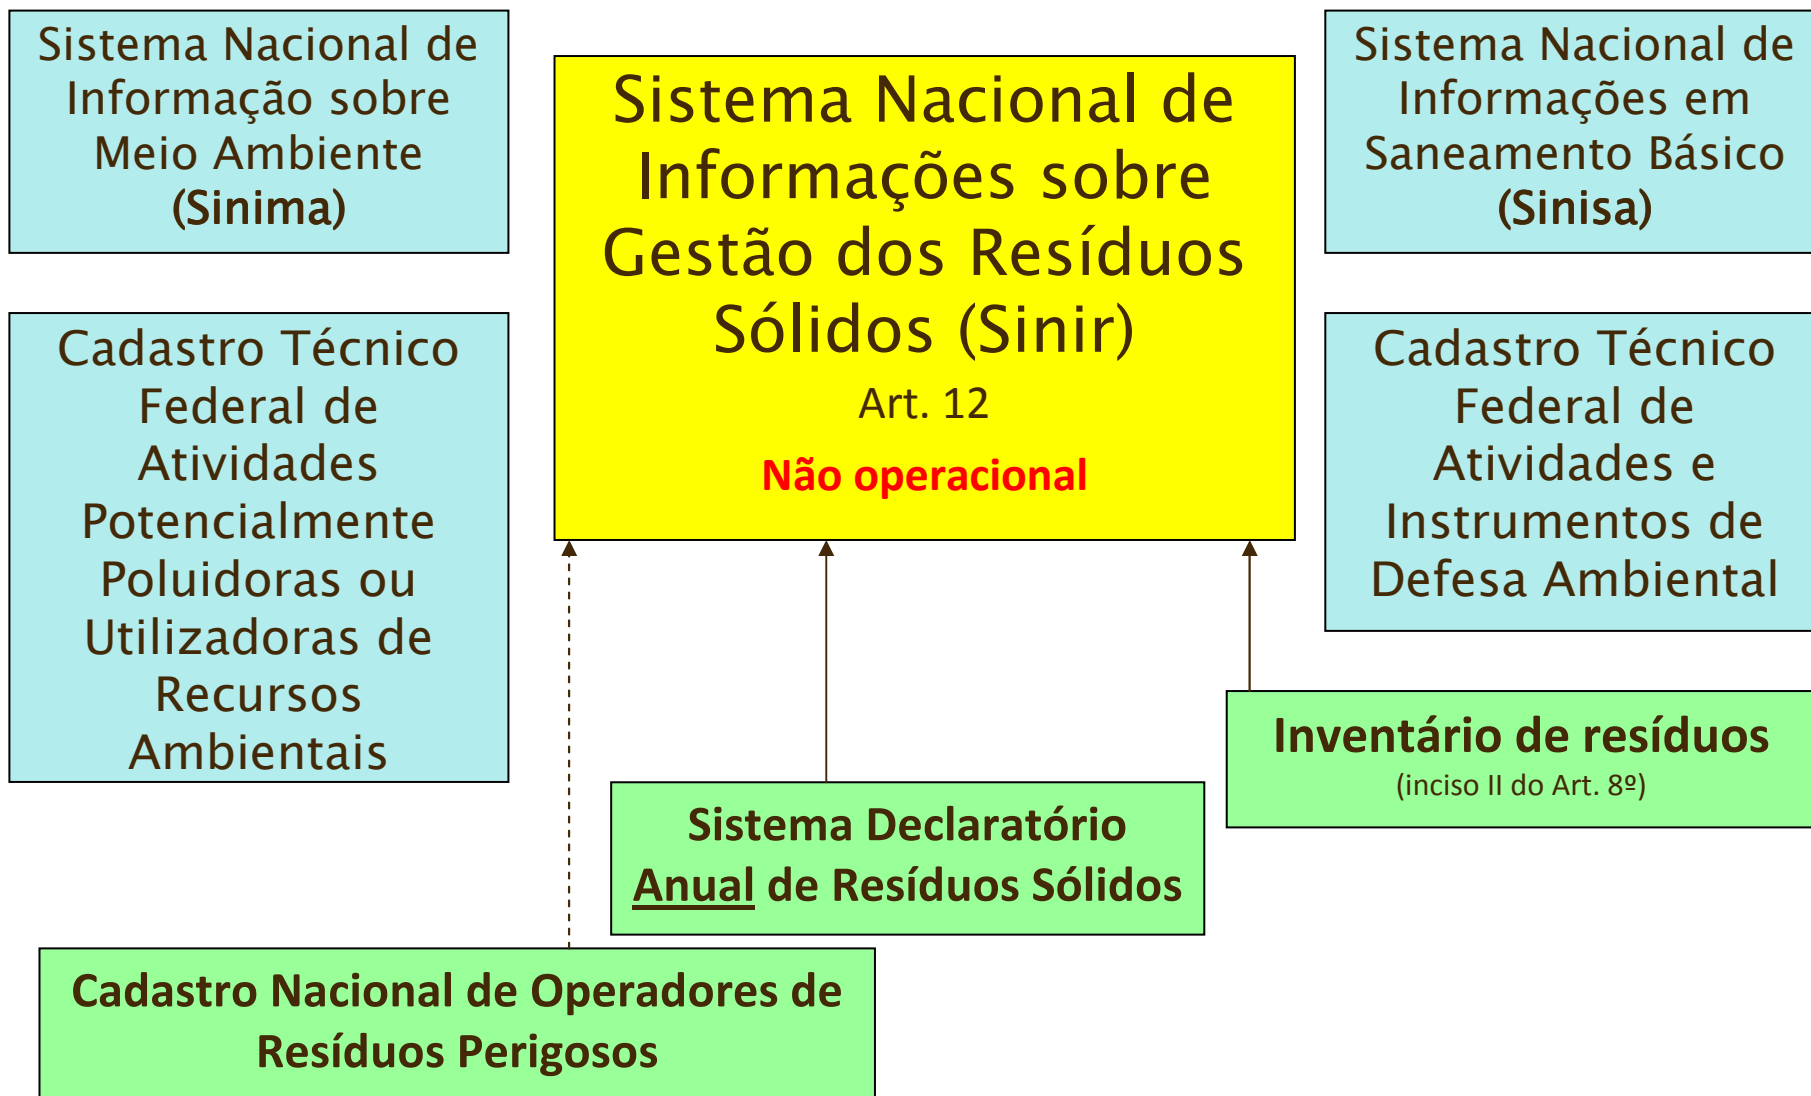 Sistema Nacional de
Informação sobre
Meio Ambiente
(Sinima)
Sistema Nacional de
Informações sobre
Gestão dos Resíduos
Sólidos (Sinir)
Art. 12
Não operacional
Sistema Nacional de
Informações em
Saneamento Básico
(Sinisa)
Cadastro Técnico
Federal de
Atividades
Potencialmente
Poluidoras ou
Utilizadoras de
Recursos
Ambientais
Cadastro Técnico
Federal de
Atividades e
Instrumentos de
Defesa Ambiental
Inventário de resíduos
(inciso II do Art. 8º)
Sistema Declaratório
Anual de Resíduos Sólidos
Cadastro Nacional de Operadores de
Resíduos Perigosos